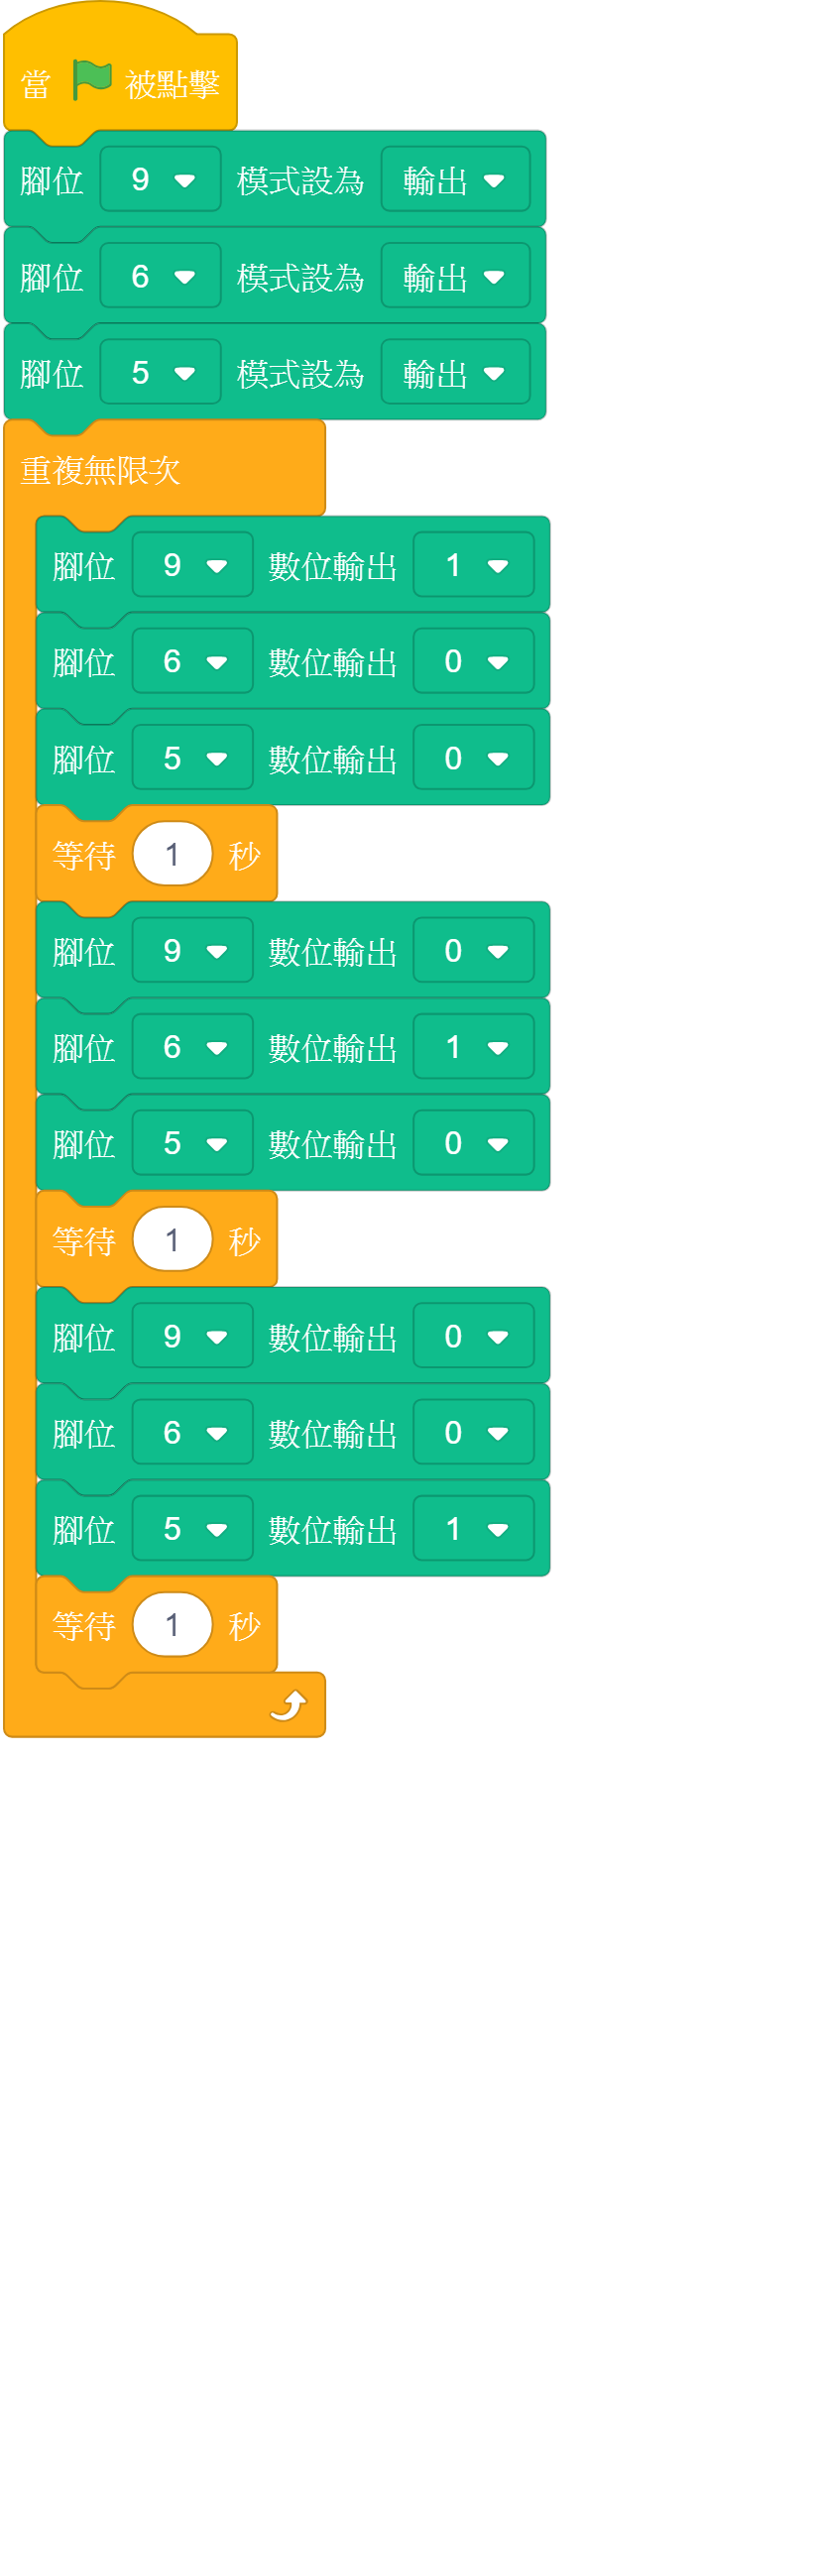 當 被點擊
腳位 9 模式設為 輸出
腳位 6 模式設為 輸出
腳位 5 模式設為 輸出
重複無限次
腳位 9 數位輸出 1
腳位 6 數位輸出 0
腳位 5 數位輸出 0
等待 1 秒
腳位 9 數位輸出 0
腳位 6 數位輸出 1
腳位 5 數位輸出 0
等待 1 秒
腳位 9 數位輸出 0
腳位 6 數位輸出 0
腳位 5 數位輸出 1
等待 1 秒